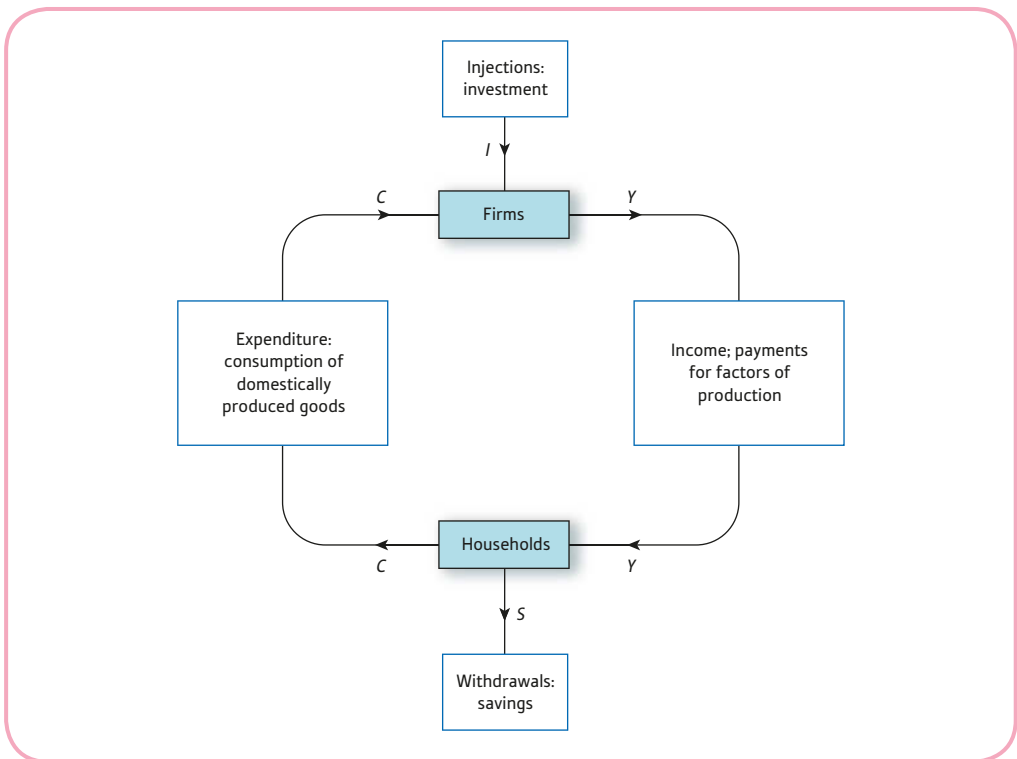 Injections:
investment
I
C
Firms
Y
Expenditure:
consumption of
domestically
produced goods
Income; payments
for factors of
production
C
Households
Y
S
Withdrawals:
savings